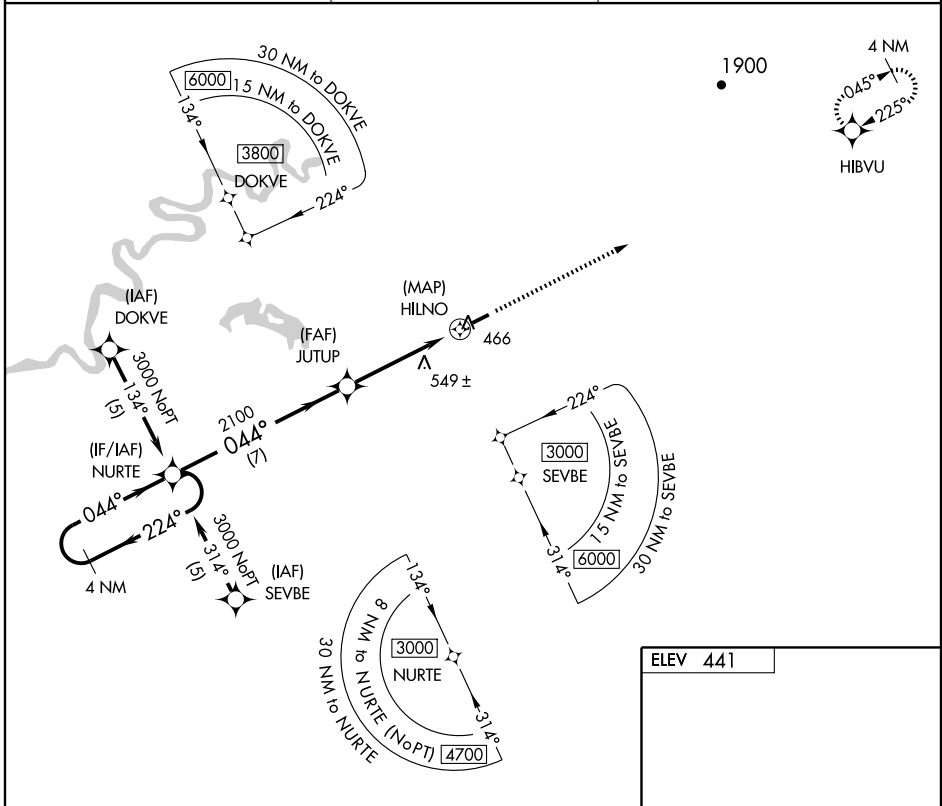 30 NM to DOKVE
6000
15 NM to DOKVE
134°
3800
DOKVE
224°
1900
4 NM
045°
225°
HIBVU
(IAF)
DOKVE
3000 NoPT
134°
(5)
(MAP)
HILNO
466
(FAF)
JUTUP
549 ±
2100
044°
(7)
(IF/IAF)
NURTE
044°
224°
4 NM
3000 NoPT
314°
(5)
(IAF)
SEVBE
224°
3000
SEVBE
15 NM to SEVBE
30 NM to SEVBE
6000
314°
134°
3000
NURTE
8 NM to NURTE (NoPT)
30 NM to NURTE
4700
314°
ELEV 441